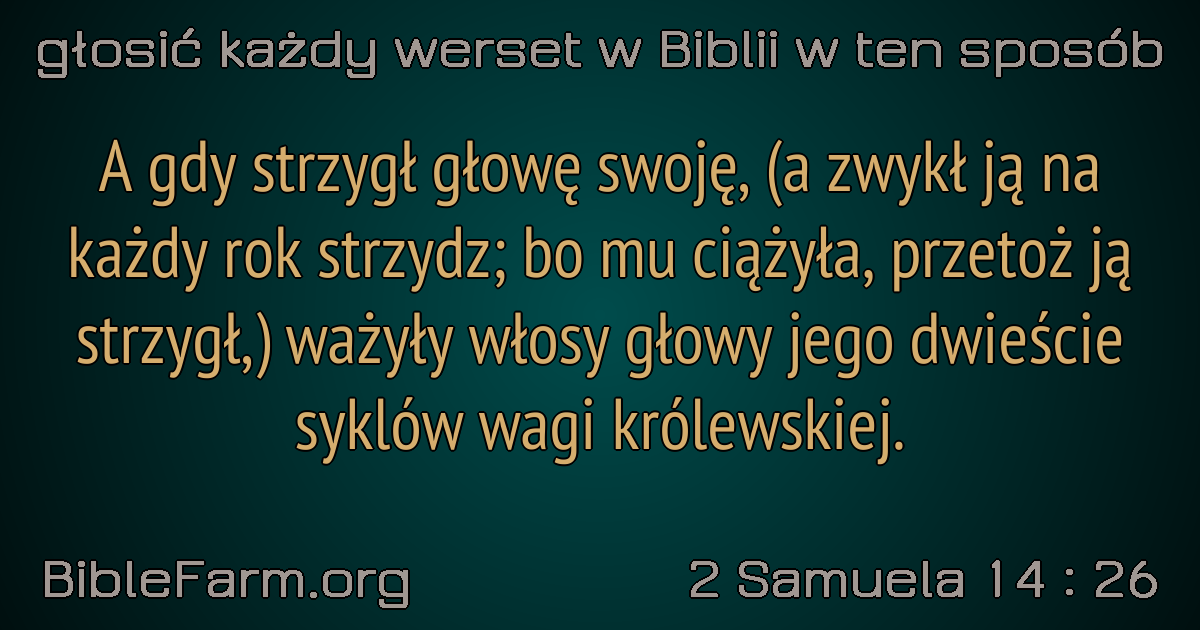 głosić każdy werset w Biblii w ten sposób
A gdy strzygł głowę swoję, (a zwykł ją na
każdy rok strzydz; bo mu ciążyła, przetoż ją
strzygł,) ważyły włosy głowy jego dwieście
syklów wagi królewskiej.
BibleFarm.org
2 Samuela 14 : 26